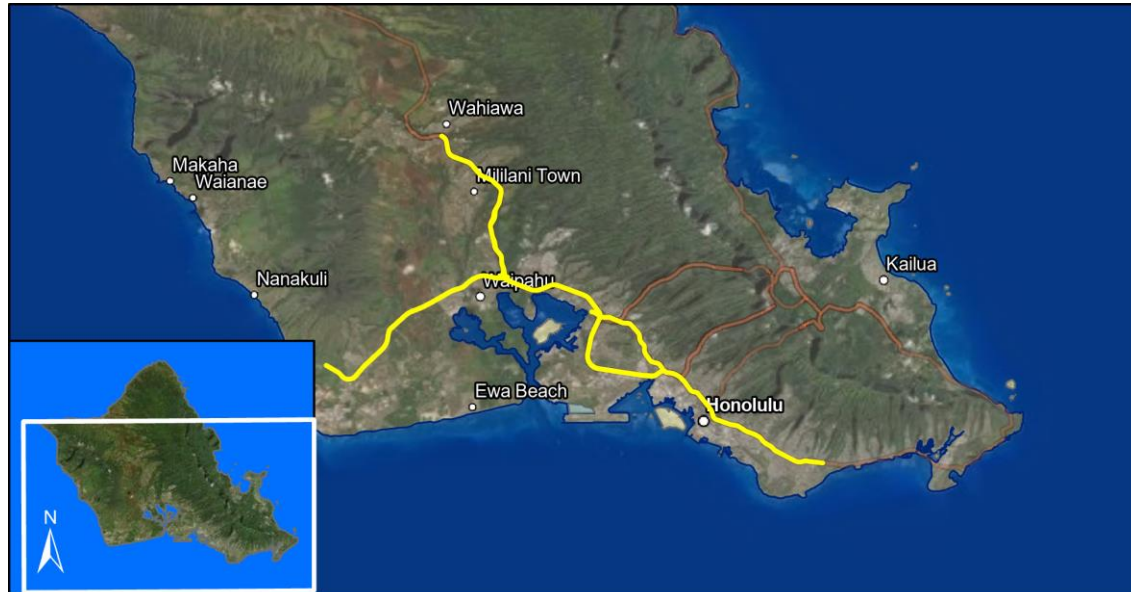 Wahiawa
Makaha
Mililani Town
Waianae
Kailua
Nanakuli
Waipahu
Ewa Beach
Honolulu
N